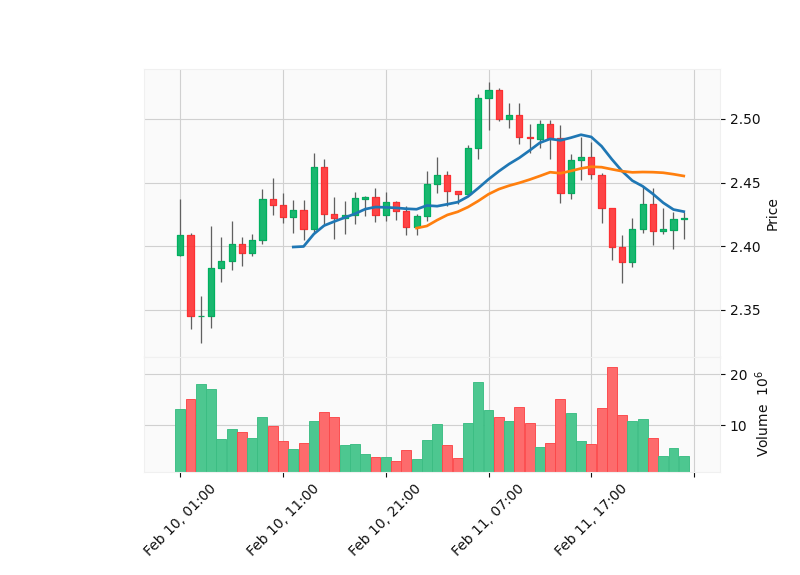 2.50
2.45
2.40
2.35
Price
20
10
Volume 10^6
Feb 10, 01:00
Feb 10, 11:00
Feb 10, 21:00
Feb 11, 07:00
Feb 11, 17:00